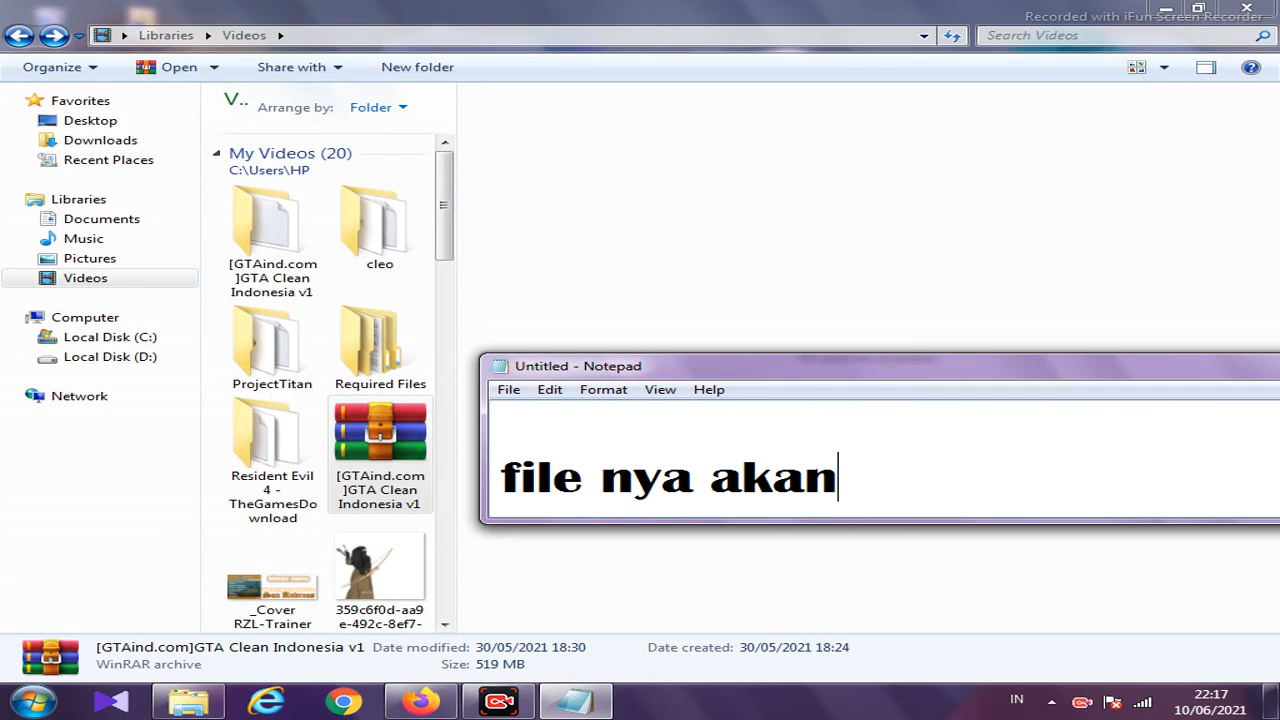 Recorded with iFun Screen Recorder
Libraries
Videos
Search Videos
Organize
Open
Share with
New folder
Favorites
Desktop
Downloads
Recent Places
Libraries
Documents
Music
Pictures
Videos
Computer
Local Disk (C:)
Local Disk (D:)
Network
V..
Arrange by:
Folder
My Videos (20)
C:\Users\HP
[GTAind.com
]GTA Clean
Indonesia v1
cleo
ProjectTitan
Required Files
Resident Evil
4 -
TheGamesDo
wnload
[GTAind.com
]GTA Clean
Indonesia v1
_Cover
RZL-Trainer
359c6f0d-aa9
e-492c-8ef7-
Untitled - Notepad
File
Edit
Format
View
Help
file nya akan
[GTAind.com]GTA Clean Indonesia v1
WinRAR archive
Date modified: 30/05/2021 18:30
Size: 519 MB
Date created: 30/05/2021 18:24
IN
22:17
10/06/2021